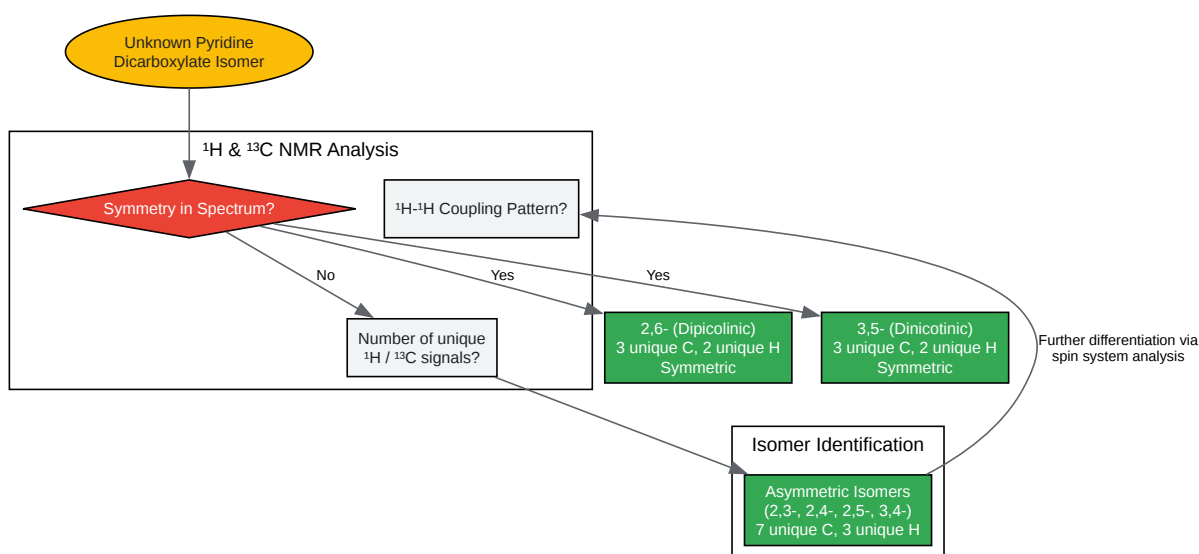 Unknown Pyridine
Dicarboxylate Isomer
¹H & ¹³C NMR Analysis
Symmetry in Spectrum?
¹H-¹H Coupling Pattern?
No
Yes
Yes
Number of unique
¹H / ¹³C signals?
2,6- (Dipicolinic)
3 unique C, 2 unique H
Symmetric
3,5- (Dinicotinic)
3 unique C, 2 unique H
Symmetric
Further differentiation via
spin system analysis
Isomer Identification
Asymmetric Isomers
(2,3-, 2,4-, 2,5-, 3,4-)
7 unique C, 3 unique H